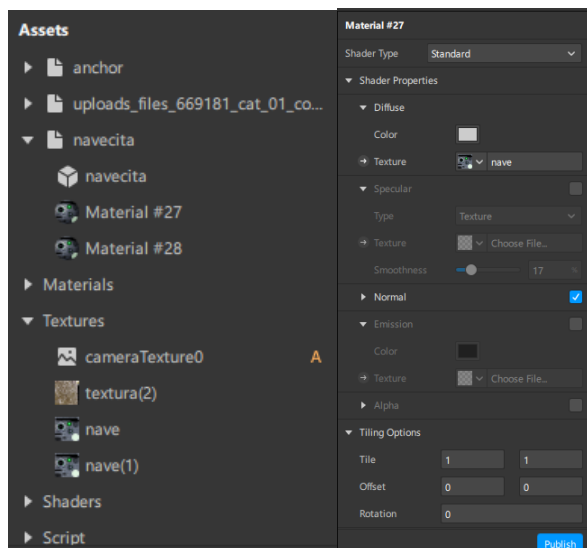 Assets
anchor
uploads_files_669181_cat_01_co...
navecita
navecita
Material #27
Material #28
Materials
Textures
cameraTexture0 A
textura(2)
nave
nave(1)
Shaders
Script
Material #27
Shader Type Standard
Shader Properties
Diffuse
Color
Texture nave
Specular
Type Texture
Texture Choose File...
Smoothness 17 %
Normal
Emission
Color
Texture Choose File...
Alpha
Tiling Options
Tile 1 1
Offset 0 0
Rotation 0
Publish